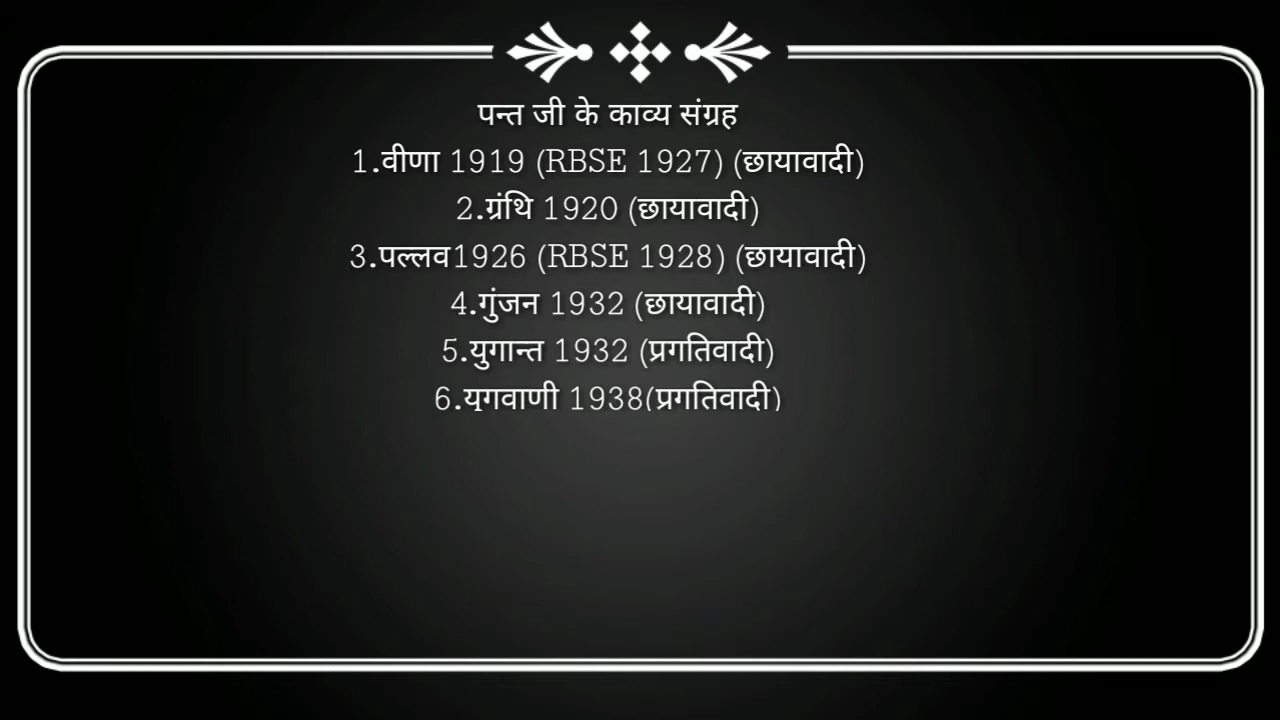 पन्त जी के काव्य संग्रह
1.वीणा 1919 (RBSE 1927) (छायावादी)
2.ग्रंथि 1920 (छायावादी)
3.पल्लव1926 (RBSE 1928) (छायावादी)
4.गुंजन 1932 (छायावादी)
5.युगान्त 1932 (प्रगतिवादी)
6.युगवाणी 1938(प्रगतिवादी)